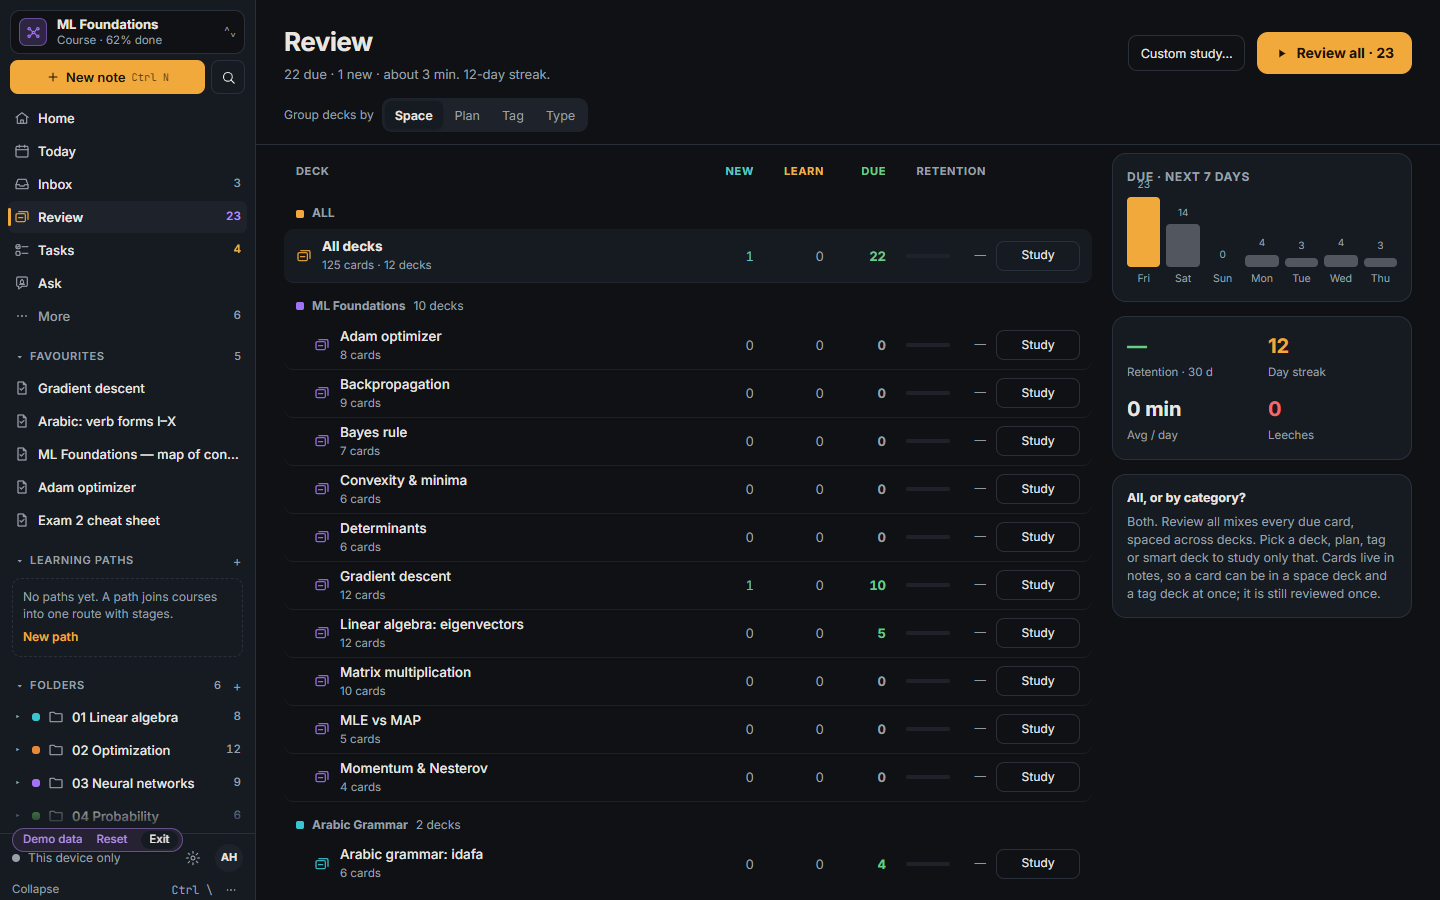 ML Foundations
Course · 62% done
+ New note Ctrl N
Home
Today
Inbox 3
Review 23
Tasks 4
Ask
More 6
FAVOURITES 5
Gradient descent
Arabic: verb forms I–X
ML Foundations — map of con...
Adam optimizer
Exam 2 cheat sheet
LEARNING PATHS +
No paths yet. A path joins courses
into one route with stages.
New path
FOLDERS 6 +
01 Linear algebra 8
02 Optimization 12
03 Neural networks 9
04 Probability 6
Demo data Reset Exit
This device only AH
Collapse Ctrl \ ...
Review
22 due · 1 new · about 3 min. 12-day streak.
Custom study...
Review all · 23
Group decks by Space Plan Tag Type
DECK NEW LEARN DUE RETENTION
ALL
All decks
125 cards · 12 decks
1 0 22 — Study
ML Foundations 10 decks
Adam optimizer
8 cards
0 0 0 — Study
Backpropagation
9 cards
0 0 0 — Study
Bayes rule
7 cards
0 0 0 — Study
Convexity & minima
6 cards
0 0 0 — Study
Determinants
6 cards
0 0 0 — Study
Gradient descent
12 cards
1 0 10 — Study
Linear algebra: eigenvectors
12 cards
0 0 5 — Study
Matrix multiplication
10 cards
0 0 0 — Study
MLE vs MAP
5 cards
0 0 0 — Study
Momentum & Nesterov
4 cards
0 0 0 — Study
Arabic Grammar 2 decks
Arabic grammar: idafa
6 cards
0 0 4 — Study
DUE · NEXT 7 DAYS
23 14 0 4 3 4 3
Fri Sat Sun Mon Tue Wed Thu
— 12
Retention · 30 d Day streak
0 min 0
Avg / day Leeches
All, or by category?
Both. Review all mixes every due card,
spaced across decks. Pick a deck, plan, tag
or smart deck to study only that. Cards live in
notes, so a card can be in a space deck and
a tag deck at once; it is still reviewed once.